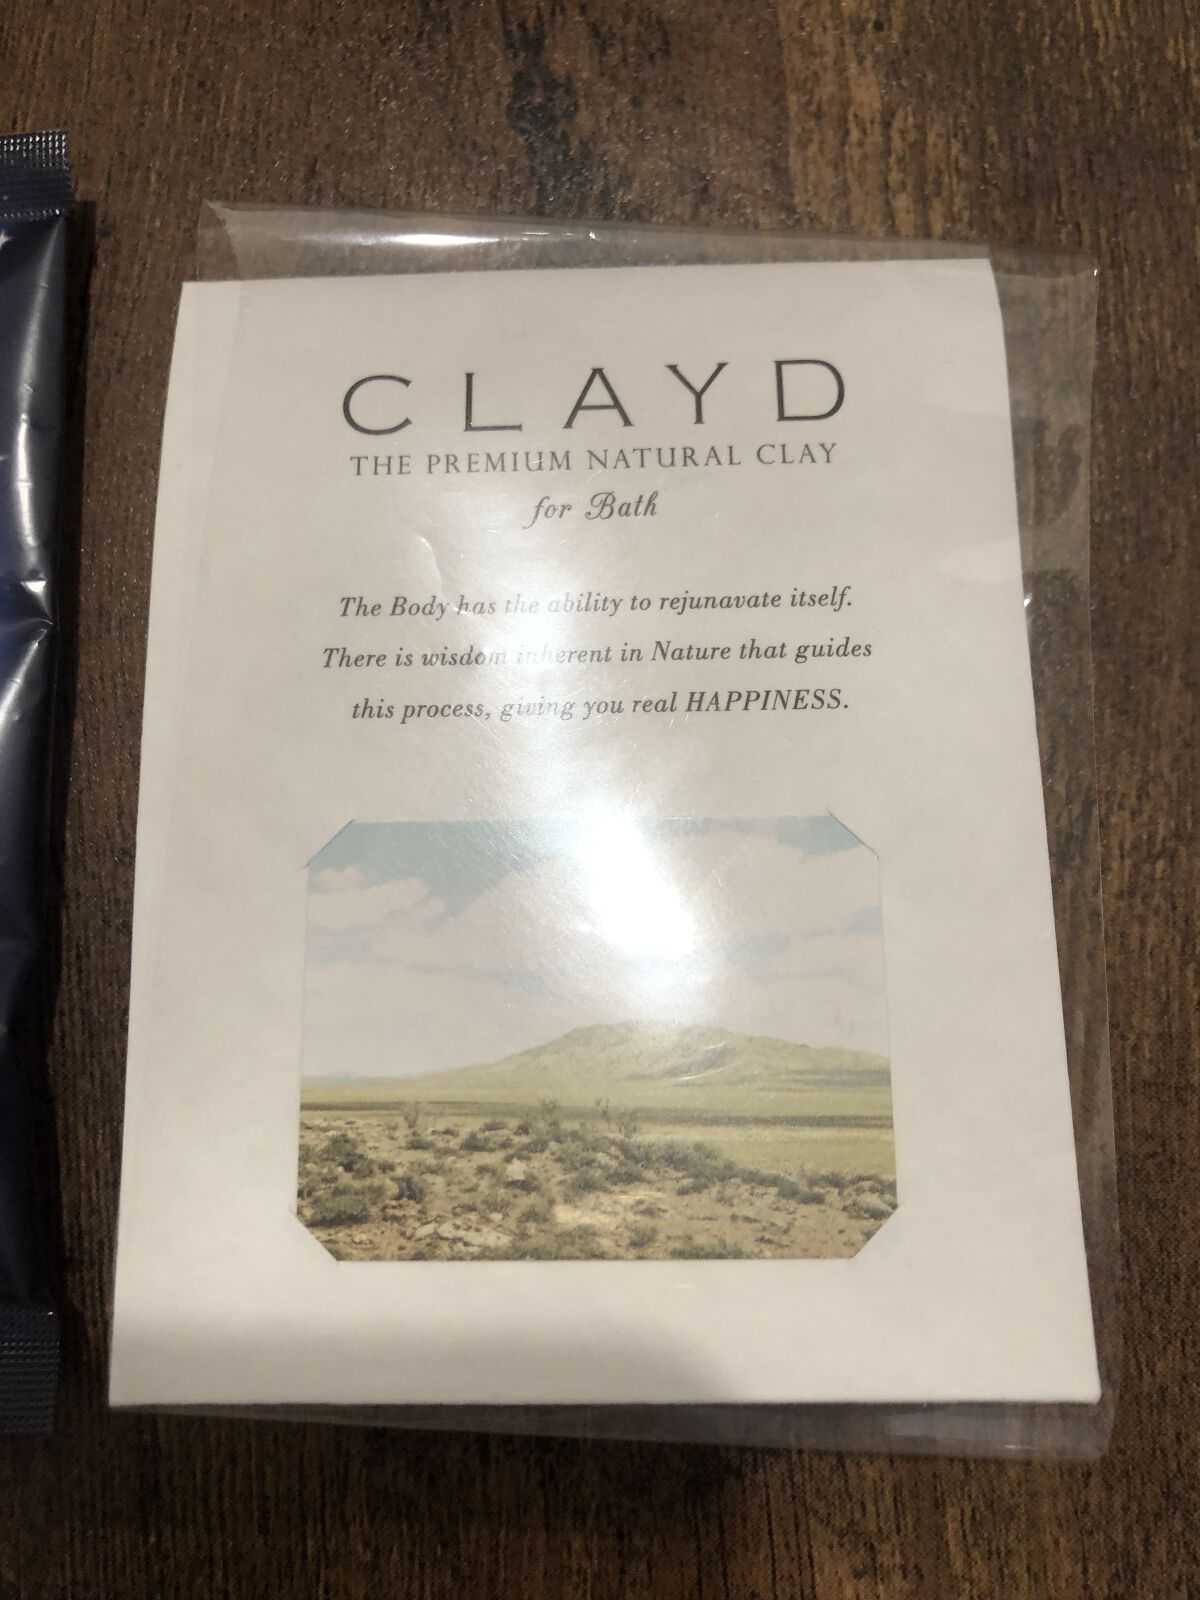 CLAYD
THE PREMIUM NATURAL CLAY
for Bath
The Body has the ability to rejunavate itself.
There is wisdom inherent in Nature that guides
this process, giving you real HAPPINESS.